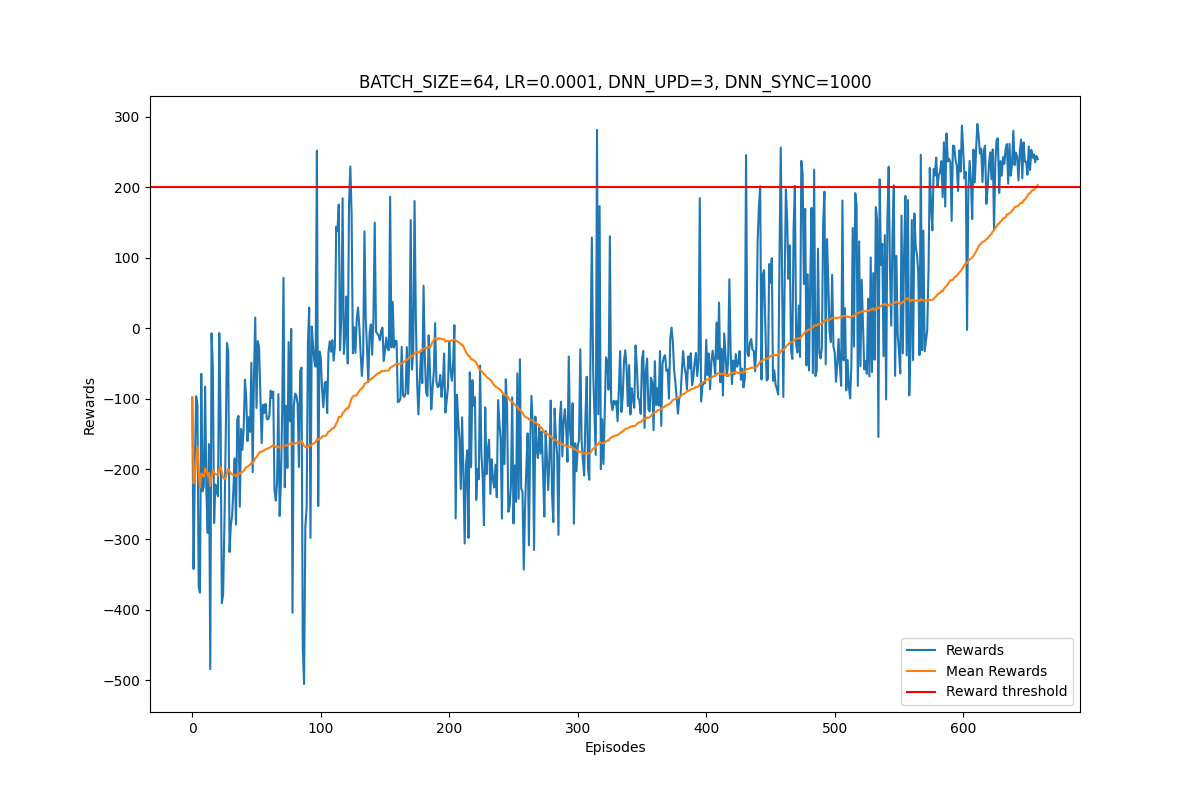 BATCH_SIZE=64, LR=0.0001, DNN_UPD=3, DNN_SYNC=1000
300
200
100
0
−100
−200
−300
−400
−500
Rewards
0
100
200
300
400
500
600
Episodes
Rewards
Mean Rewards
Reward threshold